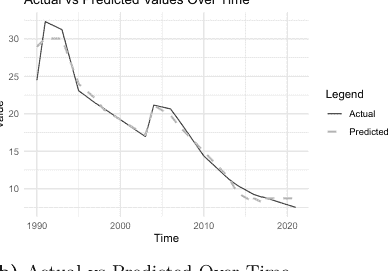 Actual vs Predicted Values Over Time
30
25
20
15
10
Value
1990
2000
2010
2020
Time
Legend
Actual
Predicted
b) Actual vs Predicted Over Time